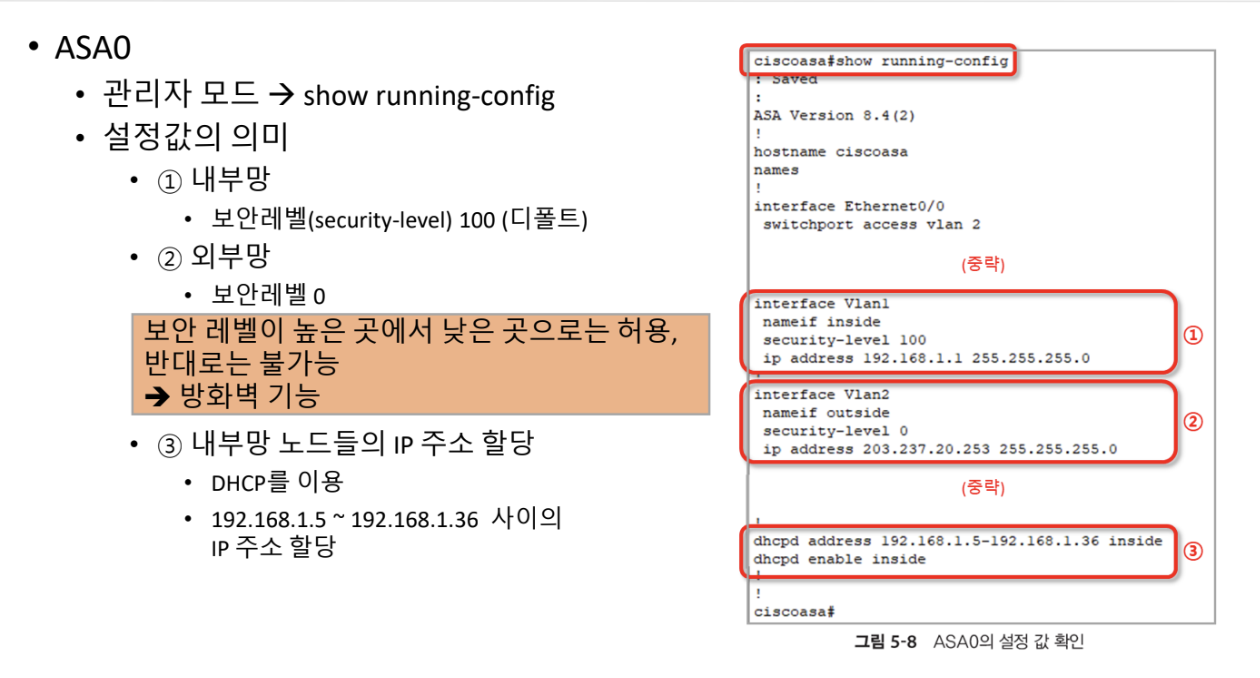 • ASA0
• 관리자 모드 → show running-config
• 설정값의 의미
• ① 내부망
• 보안레벨(security-level) 100 (디폴트)
• ② 외부망
• 보안레벨 0
보안 레벨이 높은 곳에서 낮은 곳으로는 허용,
반대로는 불가능
→ 방화벽 기능
• ③ 내부망 노드들의 IP 주소 할당
• DHCP를 이용
• 192.168.1.5 ~ 192.168.1.36 사이의
IP 주소 할당
ciscoasa#show running-config
: Saved
:
ASA Version 8.4(2)
!
hostname ciscoasa
names
!
interface Ethernet0/0
switchport access vlan 2
(중략)
interface Vlan1
nameif inside
security-level 100
ip address 192.168.1.1 255.255.255.0
①
!
interface Vlan2
nameif outside
security-level 0
ip address 203.237.20.253 255.255.255.0
②
(중략)
!
dhcpd address 192.168.1.5-192.168.1.36 inside
dhcpd enable inside
③
!
!
ciscoasa#
그림 5-8 ASA0의 설정 값 확인